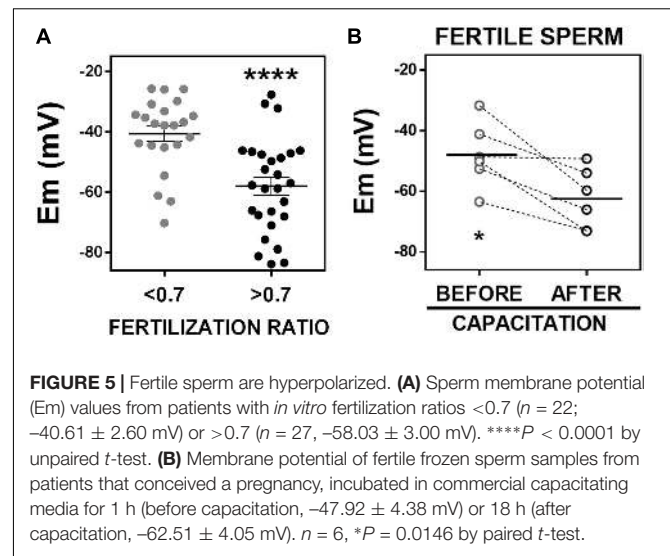 A
****
-20
-40
-60
-80
Em (mV)
<0.7 >0.7
FERTILIZATION RATIO
B
FERTILE SPERM
-20
-40
-60
-80
Em (mV)
*
BEFORE AFTER
CAPACITATION
FIGURE 5 | Fertile sperm are hyperpolarized. (A) Sperm membrane potential
(Em) values from patients with in vitro fertilization ratios <0.7 (n = 22;
–40.61 ± 2.60 mV) or >0.7 (n = 27, –58.03 ± 3.00 mV). ****P < 0.0001 by
unpaired t-test. (B) Membrane potential of fertile frozen sperm samples from
patients that conceived a pregnancy, incubated in commercial capacitating
media for 1 h (before capacitation, –47.92 ± 4.38 mV) or 18 h (after
capacitation, –62.51 ± 4.05 mV). n = 6, *P = 0.0146 by paired t-test.